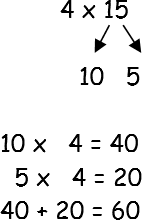 4 x 15
10 5
10 x 4 = 40
5 x 4 = 20
40 + 20 = 60